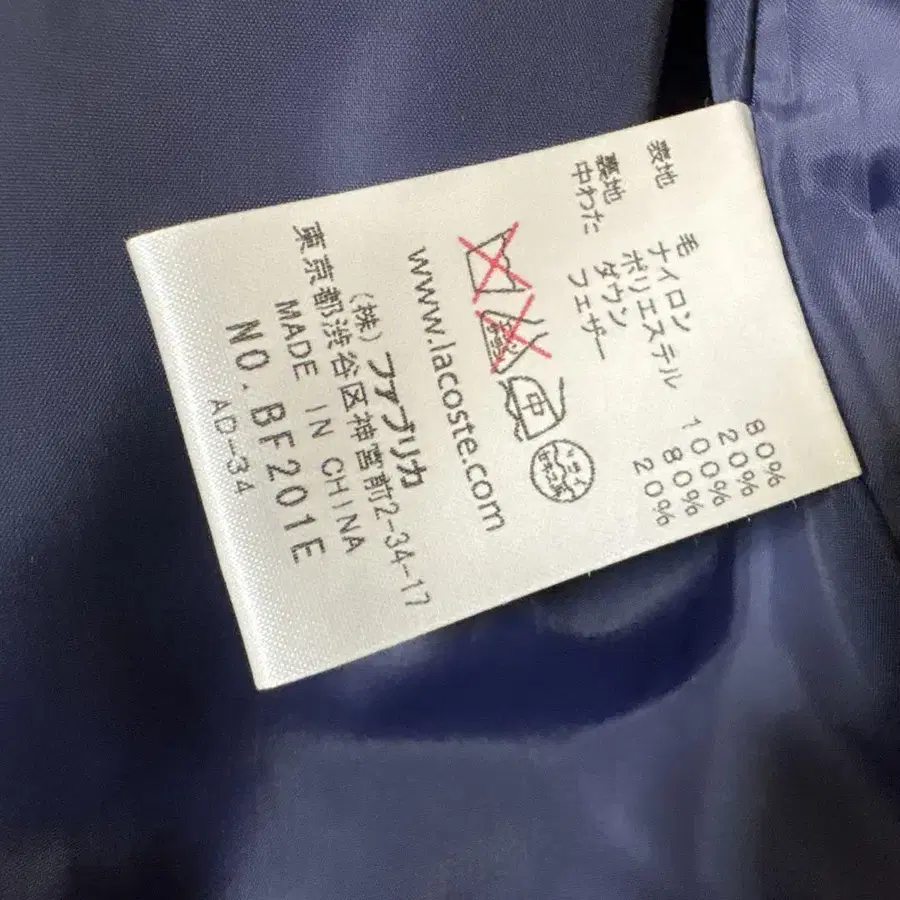 表地 毛 80%
ナイロン 20%
裏地 ポリエステル 100%
中わた ダウン 80%
フェザー 20%
中
www.lacoste.com
(株)ファブリカ
東京都渋谷区神宮前2-34-17
MADE IN CHINA
NO. BF201E
AD-34